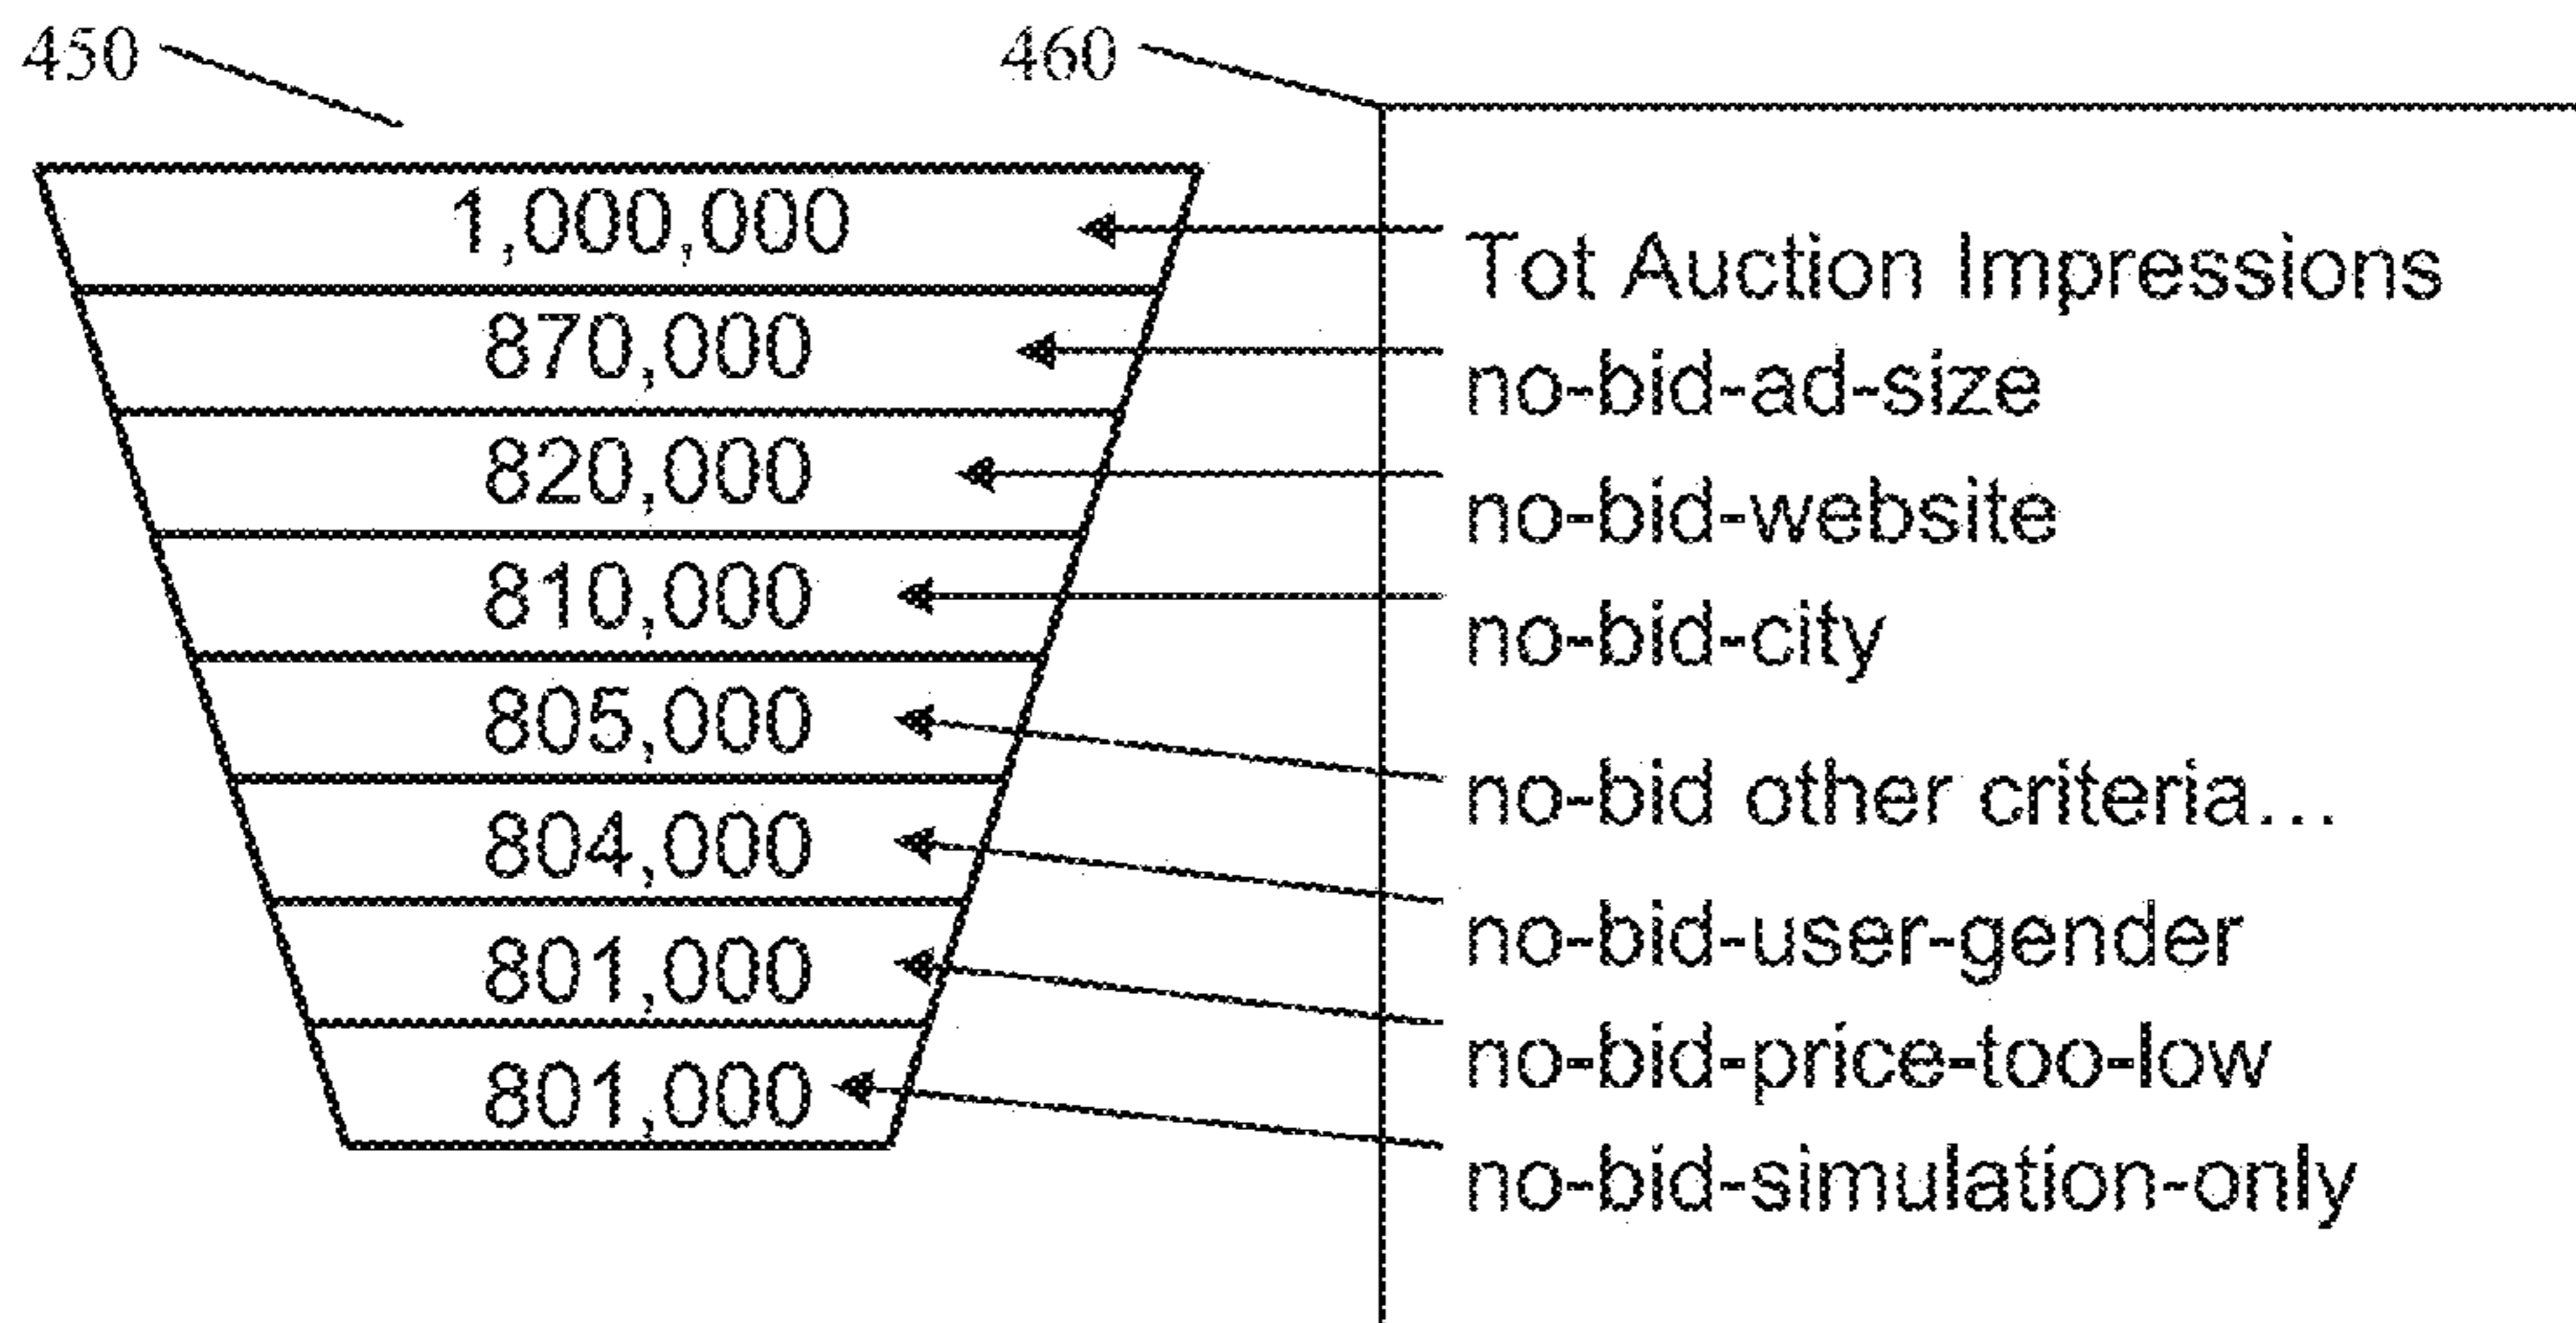 450
460
1,000,000
870,000
820,000
810,000
805,000
804,000
801,000
801,000
Tot Auction Impressions
no-bid-ad-size
no-bid-website
no-bid-city
no-bid other criteria...
no-bid-user-gender
no-bid-price-too-low
no-bid-simulation-only